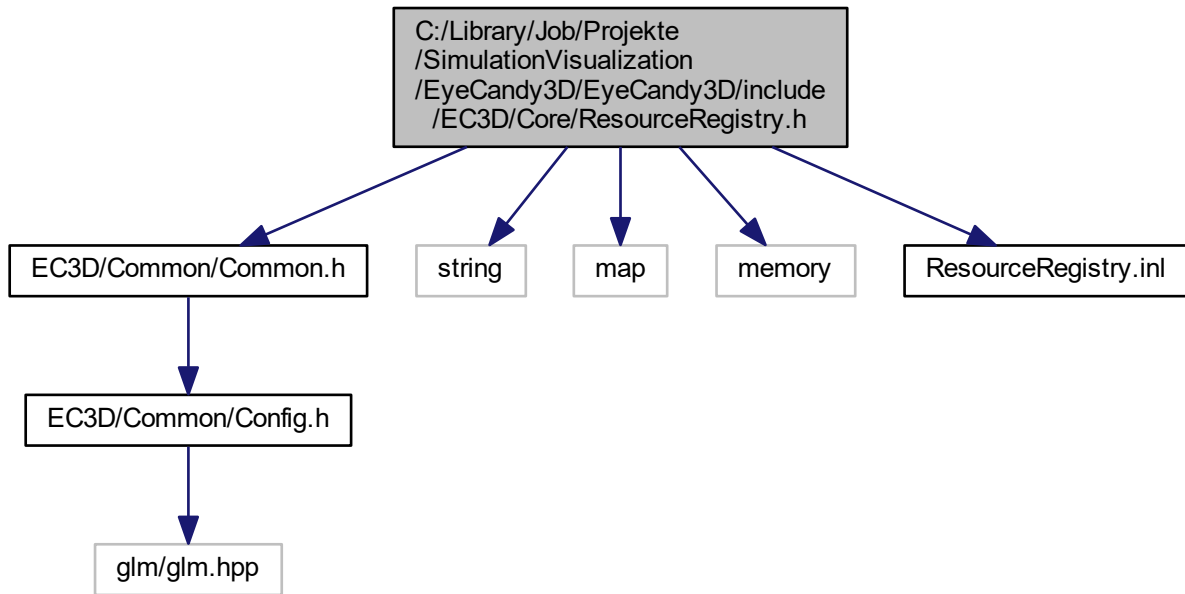 C:/Library/Job/Projekte
/SimulationVisualization
/EyeCandy3D/EyeCandy3D/include
/EC3D/Core/ResourceRegistry.h
EC3D/Common/Common.h
string
map
memory
ResourceRegistry.inl
EC3D/Common/Config.h
glm/glm.hpp